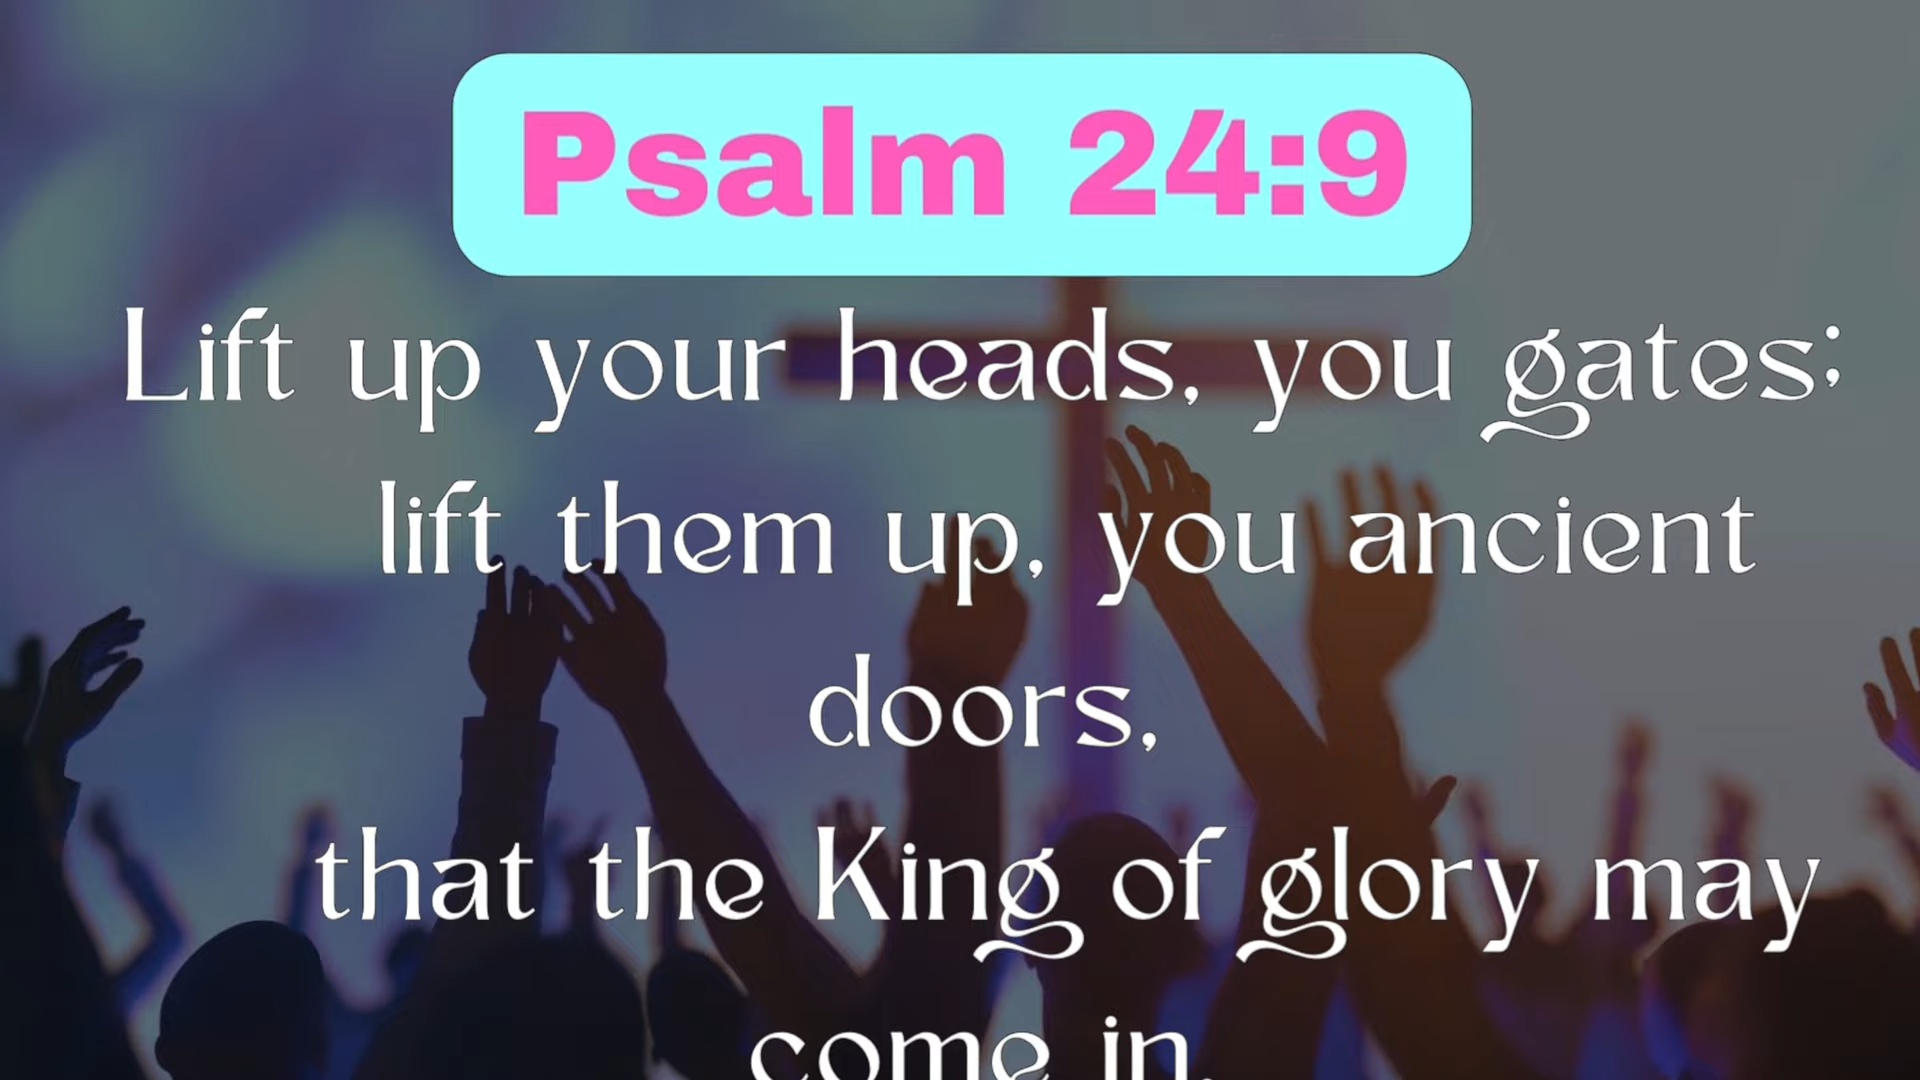 Psalm 24:9
Lift up your heads, you gates;
lift them up, you ancient
doors,
that the King of glory may
come in.